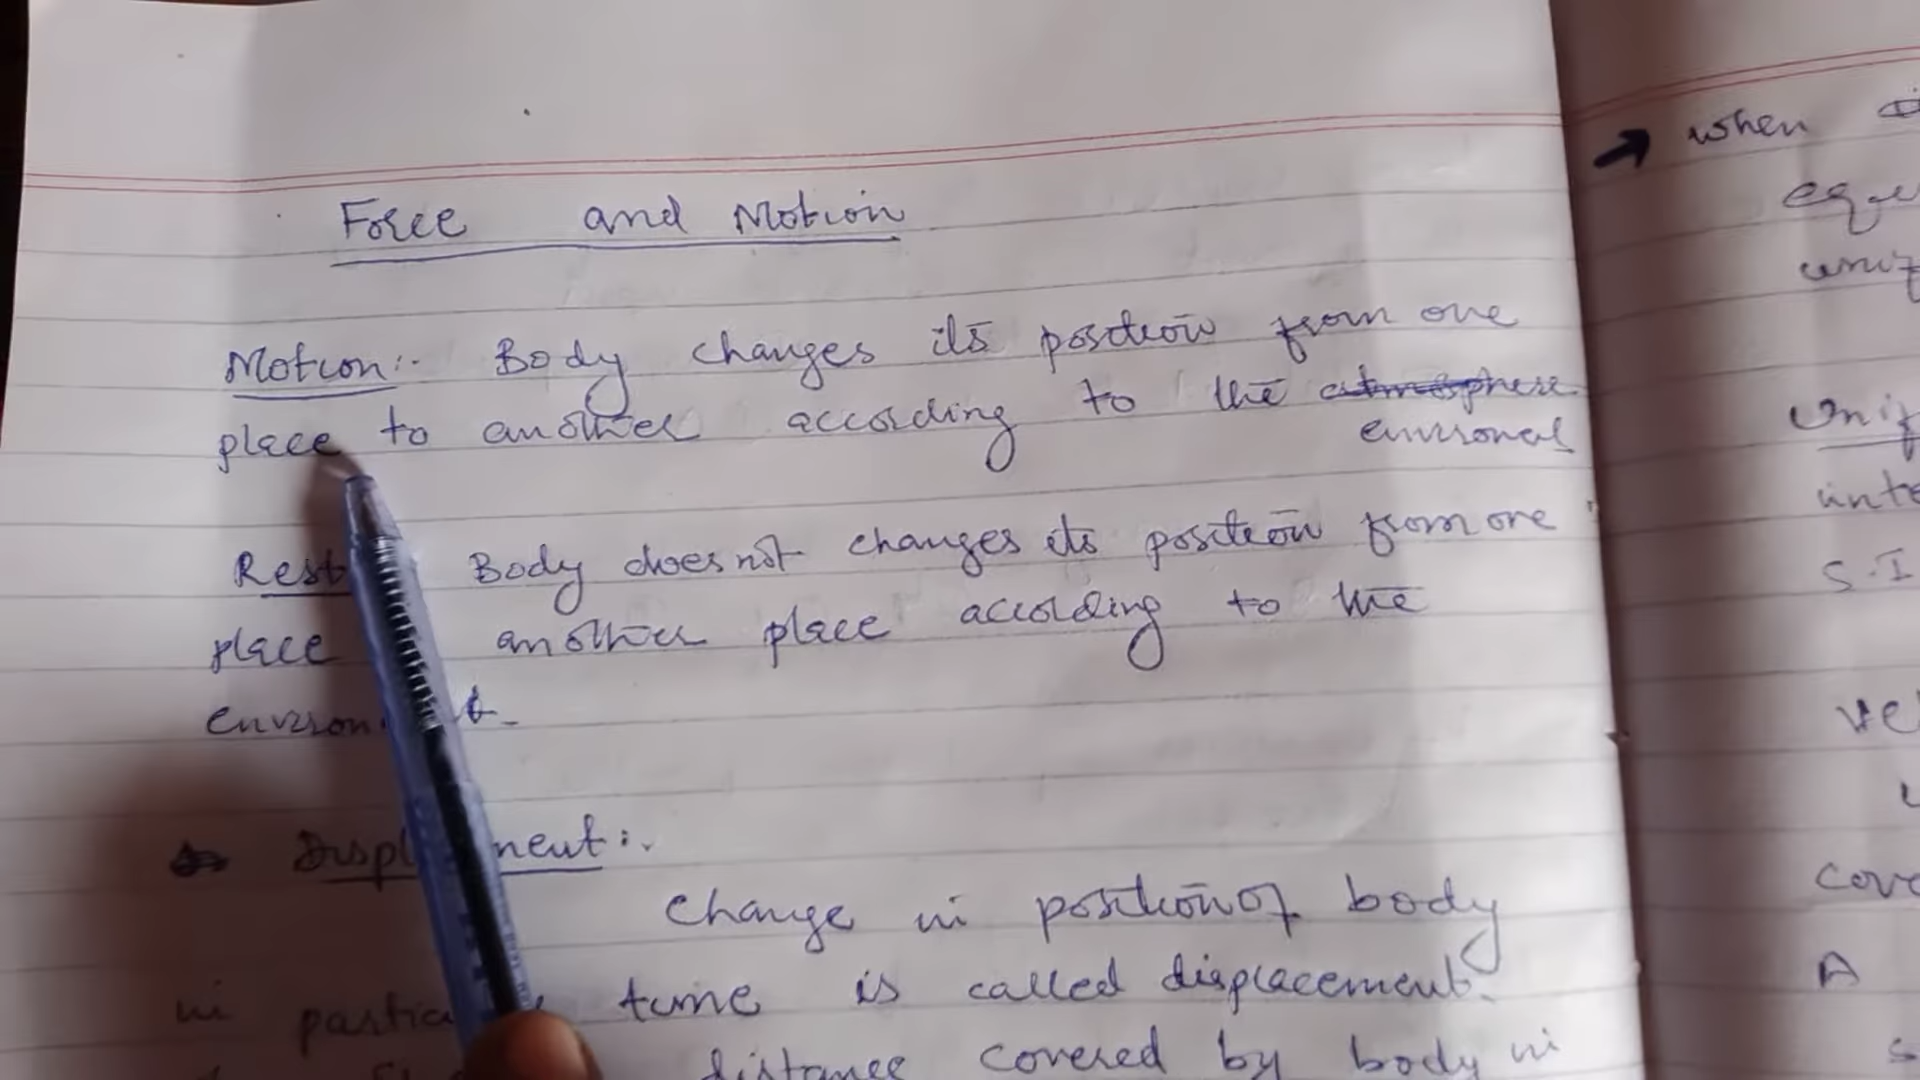 Force and Motion
Motion:- Body changes its position from one
place to another according to the atmosphere
environal
Rest Body does not changes its position from one
place another place according to the
environ t
Displ ment:-
Change in position of body
in partic time is called displacement.
distance covered by body in
→ when
S.I
A